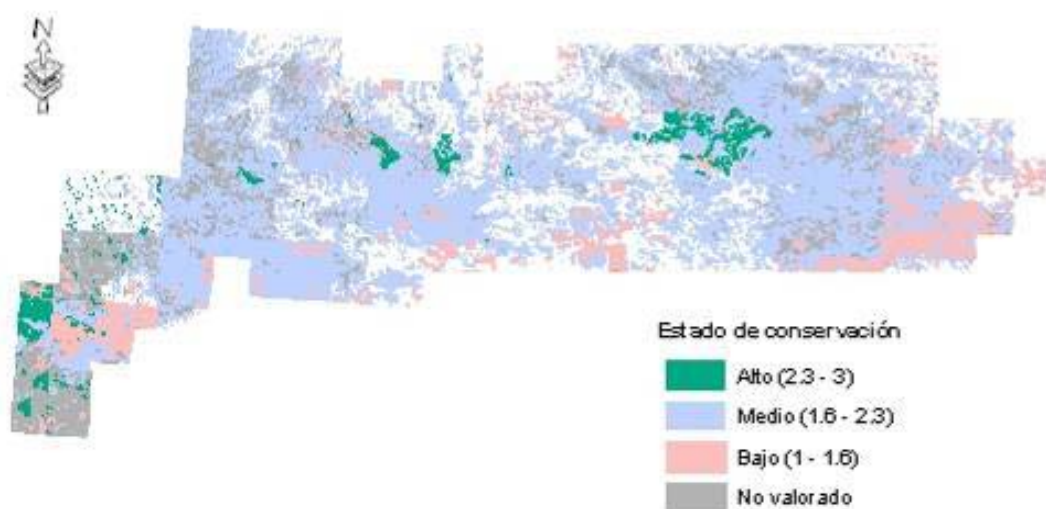 N
Estado de conservación
Alto (2.3 - 3)
Medio (1.6 - 2.3)
Bajo (1 - 1.6)
No valorado